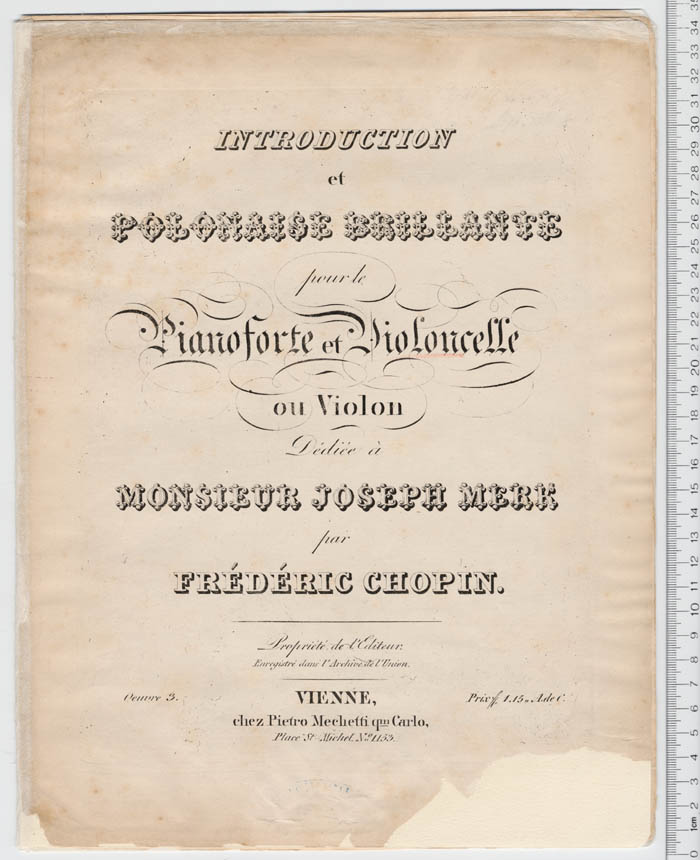 INTRODUCTION
et
POLONAISE BRILLANTE
pour le
Pianoforte et Violoncelle
ou Violon
Dédiée à
MONSIEUR JOSEPH MERK
par
FRÉDÉRIC CHOPIN.
Propriété de l'Editeur.
Enregistré dans l'Archive de l'Union.
Oeuvre 3.
VIENNE,
Prix f 1.15 x A.de C.
chez Pietro Mechetti qm Carlo,
Place St Michel, No 1153.